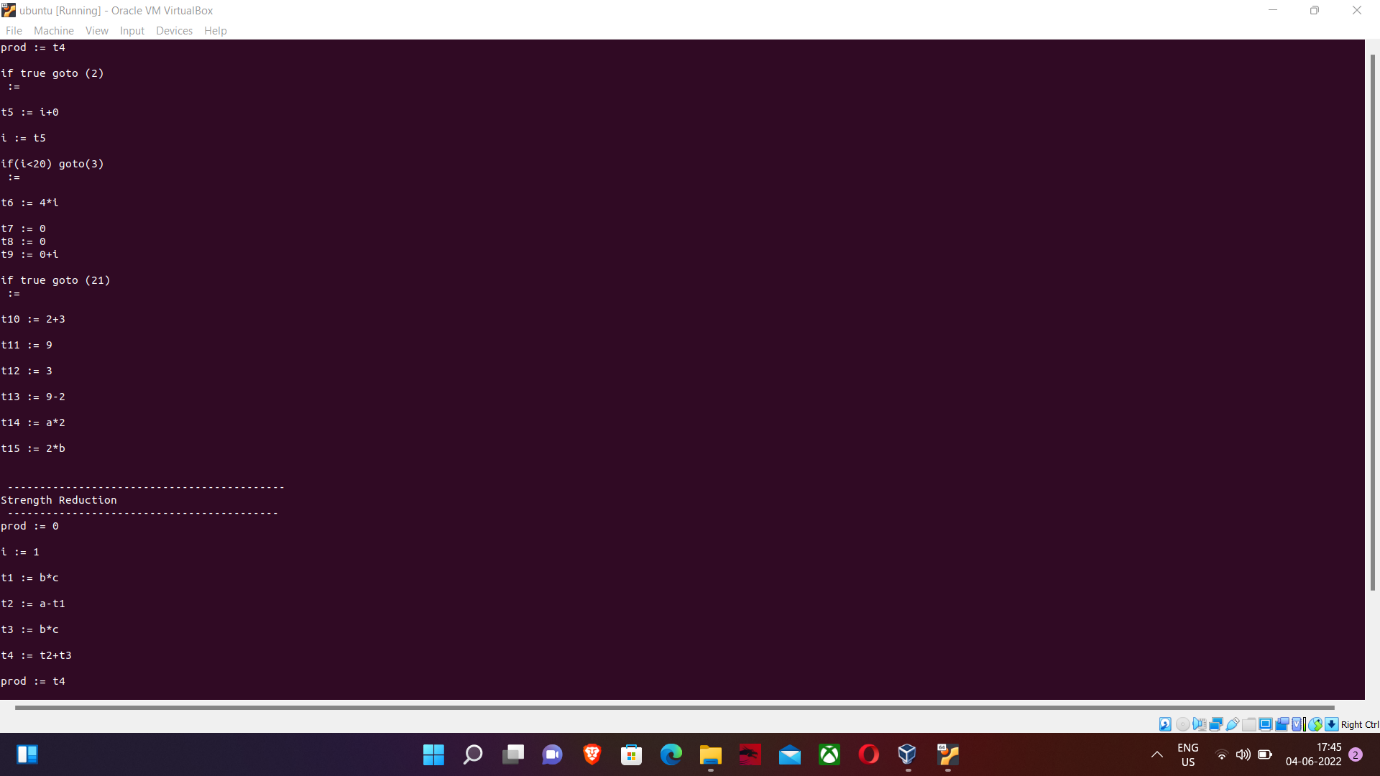 ubuntu [Running] - Oracle VM VirtualBox
File Machine View Input Devices Help
prod := t4
if true goto (2)
:=
t5 := i+0
i := t5
if(i<20) goto(3)
:=
t6 := 4*i
t7 := 0
t8 := 0
t9 := 0+i
if true goto (21)
:=
t10 := 2+3
t11 := 9
t12 := 3
t13 := 9-2
t14 := a*2
t15 := 2*b
-------------------------------------------
Strength Reduction
------------------------------------------
prod := 0
i := 1
t1 := b*c
t2 := a-t1
t3 := b*c
t4 := t2+t3
prod := t4
Right Ctrl
ENG
US
17:45
04-06-2022
2